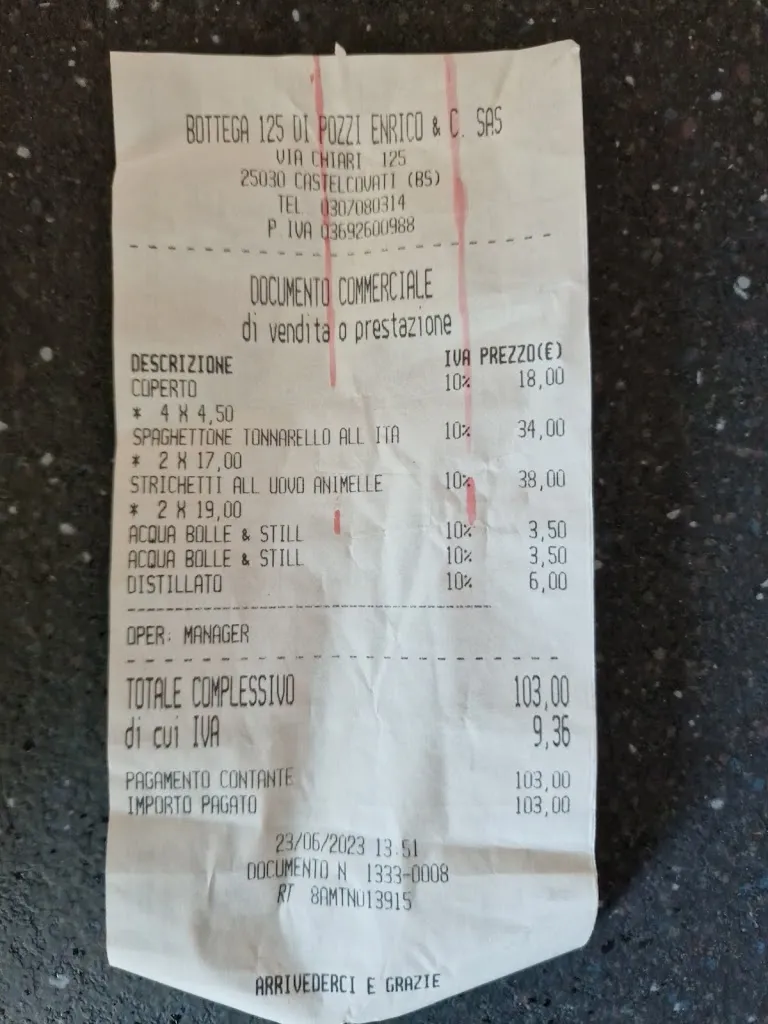 BOTTEGA 125 DI POZZI ENRICO & C. SAS
VIA CHIARI 125
25030 CASTELCOVATI (BS)
TEL 0307080314
P.IVA 03692600988
DOCUMENTO COMMERCIALE
di vendita o prestazione
DESCRIZIONE IVA PREZZO(€)
COPERTO 10% 18,00
* 4 X 4,50
SPAGHETTONE TONNARELLO ALL ITA 10% 34,00
* 2 X 17,00
STRICHETTI ALL UOVO ANIMELLE 10% 38,00
* 2 X 19,00
ACQUA BOLLE & STILL 10% 3,50
ACQUA BOLLE & STILL 10% 3,50
DISTILLATO 10% 6,00
OPER: MANAGER
TOTALE COMPLESSIVO 103,00
di cui IVA 9,36
PAGAMENTO CONTANTE 103,00
IMPORTO PAGATO 103,00
23/06/2023 13:51
DOCUMENTO N 1333-0008
RT 8AMTN013915
ARRIVEDERCI E GRAZIE